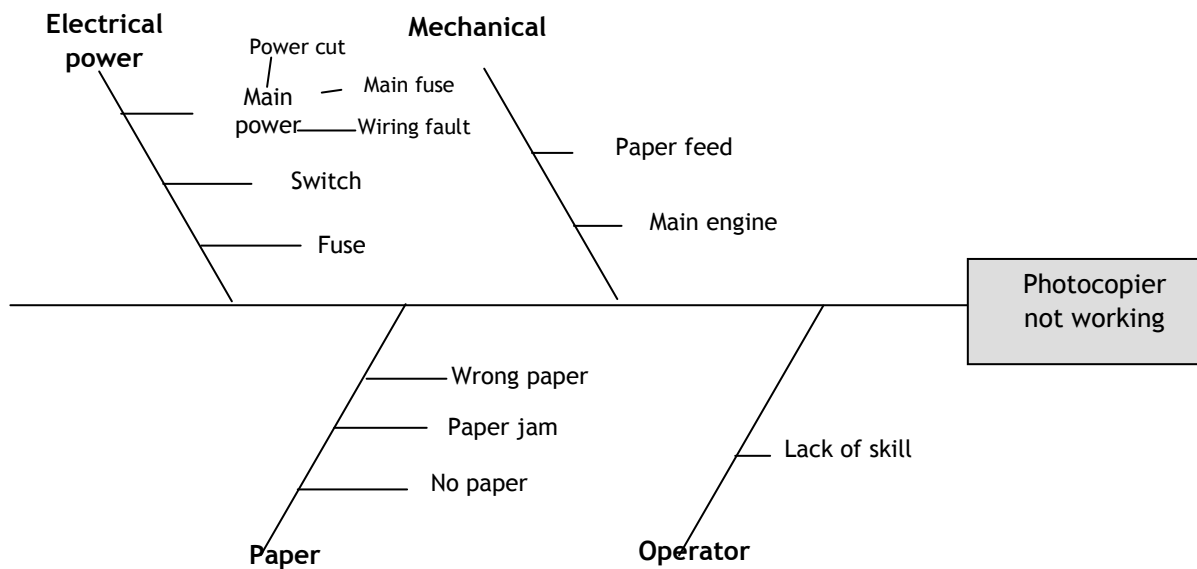 Electrical
power
Mechanical
Power cut
Main
power
Main fuse
Wiring fault
Switch
Fuse
Paper feed
Main engine
Photocopier
not working
Wrong paper
Paper jam
No paper
Paper
Lack of skill
Operator